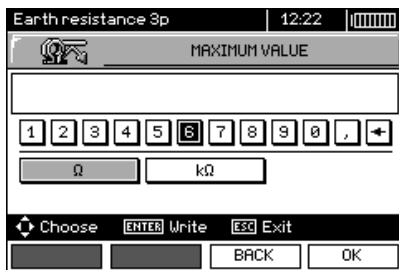 Earth resistance 3p 12:22
MAXIMUM VALUE
1 2 3 4 5 6 7 8 9 0 , ←
Ω kΩ
Choose ENTER Write ESC Exit
BACK OK